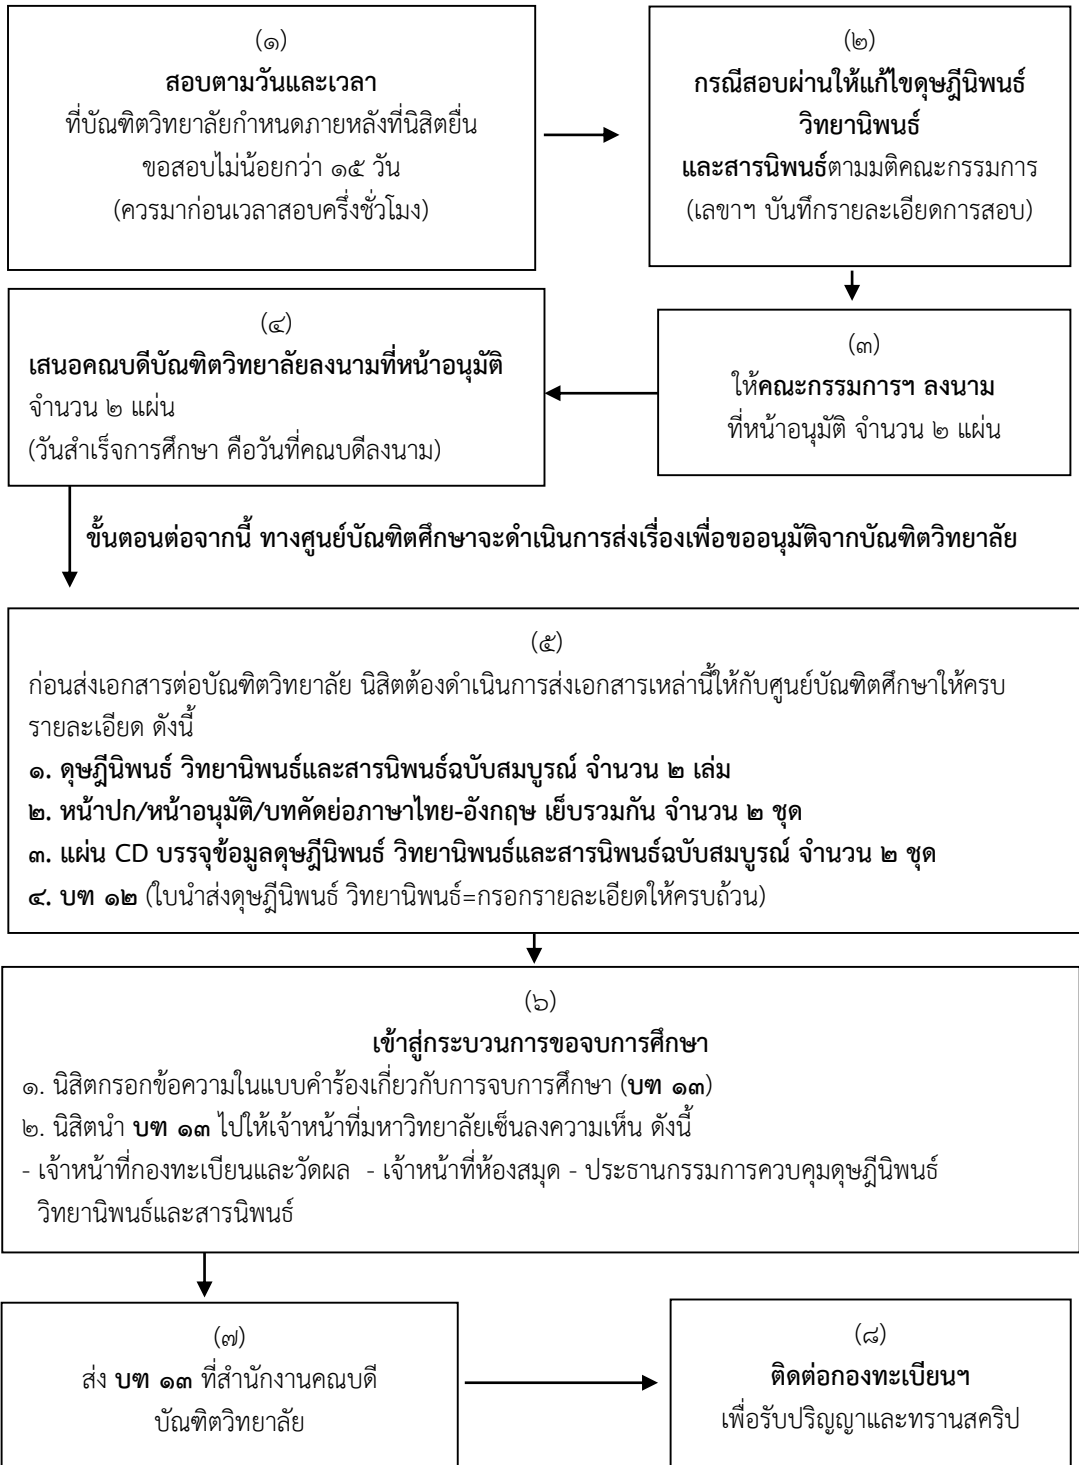 (๑)
สอบตามวันและเวลา
ที่บัณฑิตวิทยาลัยกำหนดภายหลังที่นิสิตยื่น
ขอสอบไม่น้อยกว่า ๑๕ วัน
(ควรมาก่อนเวลาสอบครึ่งชั่วโมง)
(๒)
กรณีสอบผ่านให้แก้ไขดุษฎีนิพนธ์
วิทยานิพนธ์
และสารนิพนธ์ตามมติคณะกรรมการ
(เลขาฯ บันทึกรายละเอียดการสอบ)
(๓)
ให้คณะกรรมการฯ ลงนาม
ที่หน้าอนุมัติ จำนวน ๒ แผ่น
(๔)
เสนอคณบดีบัณฑิตวิทยาลัยลงนามที่หน้าอนุมัติ
จำนวน ๒ แผ่น
(วันสำเร็จการศึกษา คือวันที่คณบดีลงนาม)
ขั้นตอนต่อจากนี้ ทางศูนย์บัณฑิตศึกษาจะดำเนินการส่งเรื่องเพื่อขออนุมัติจากบัณฑิตวิทยาลัย
(๕)
ก่อนส่งเอกสารต่อบัณฑิตวิทยาลัย นิสิตต้องดำเนินการส่งเอกสารเหล่านี้ให้กับศูนย์บัณฑิตศึกษาให้ครบ
รายละเอียด ดังนี้
๑. ดุษฎีนิพนธ์ วิทยานิพนธ์และสารนิพนธ์ฉบับสมบูรณ์ จำนวน ๒ เล่ม
๒. หน้าปก/หน้าอนุมัติ/บทคัดย่อภาษาไทย-อังกฤษ เย็บรวมกัน จำนวน ๒ ชุด
๓. แผ่น CD บรรจุข้อมูลดุษฎีนิพนธ์ วิทยานิพนธ์และสารนิพนธ์ฉบับสมบูรณ์ จำนวน ๒ ชุด
๔. บฑ ๑๒ (ใบนำส่งดุษฎีนิพนธ์ วิทยานิพนธ์=กรอกรายละเอียดให้ครบถ้วน)
(๖)
เข้าสู่กระบวนการขอจบการศึกษา
๑. นิสิตกรอกข้อความในแบบคำร้องเกี่ยวกับการจบการศึกษา (บฑ ๑๓)
๒. นิสิตนำ บฑ ๑๓ ไปให้เจ้าหน้าที่มหาวิทยาลัยเซ็นลงความเห็น ดังนี้
- เจ้าหน้าที่กองทะเบียนและวัดผล - เจ้าหน้าที่ห้องสมุด - ประธานกรรมการควบคุมดุษฎีนิพนธ์
วิทยานิพนธ์และสารนิพนธ์
(๗)
ส่ง บฑ ๑๓ ที่สำนักงานคณบดี
บัณฑิตวิทยาลัย
(๘)
ติดต่อกองทะเบียนฯ
เพื่อรับปริญญาและทรานสคริป